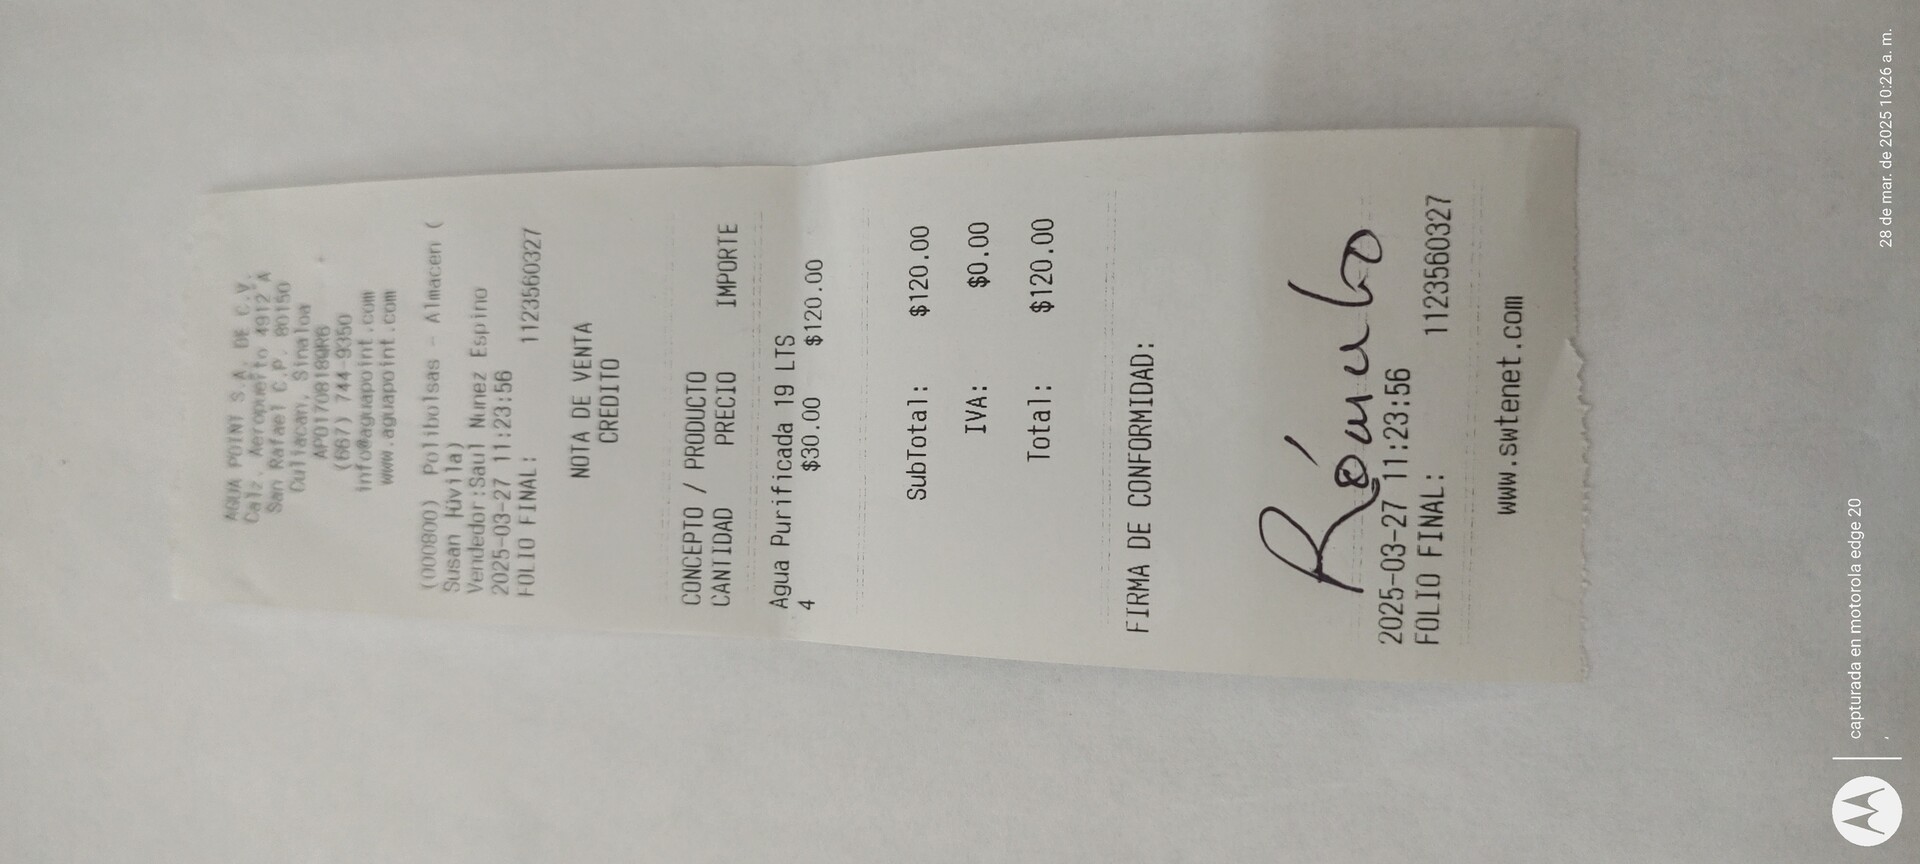 AGUA POINT S.A. DE C.V.
Calz. Aeropuerto 4912 A
San Rafael C.P. 80150
Culiacan, Sinaloa
(667) 744-9350
info@aguapoint.com
www.aguapoint.com
(000800) Polibolsas - Almacen (
Susan
Vendedor:Saul Nunez Espino
2025-03-27 11:23:56
FOLIO FINAL: 1123560327
NOTA DE VENTA
CREDITO
CONCEPTO / PRODUCTO
CANTIDAD PRECIO IMPORTE
Agua Purificada 19 LTS
4 $30.00 $120.00
SubTotal: $120.00
IVA: $0.00
Total: $120.00
FIRMA DE CONFORMIDAD:
Rómulo
2025-03-27 11:23:56
FOLIO FINAL: 1123560327
www.swtenet.com
capturada en motorola edge 20
28 de mar. de 2025 10:26 a. m.